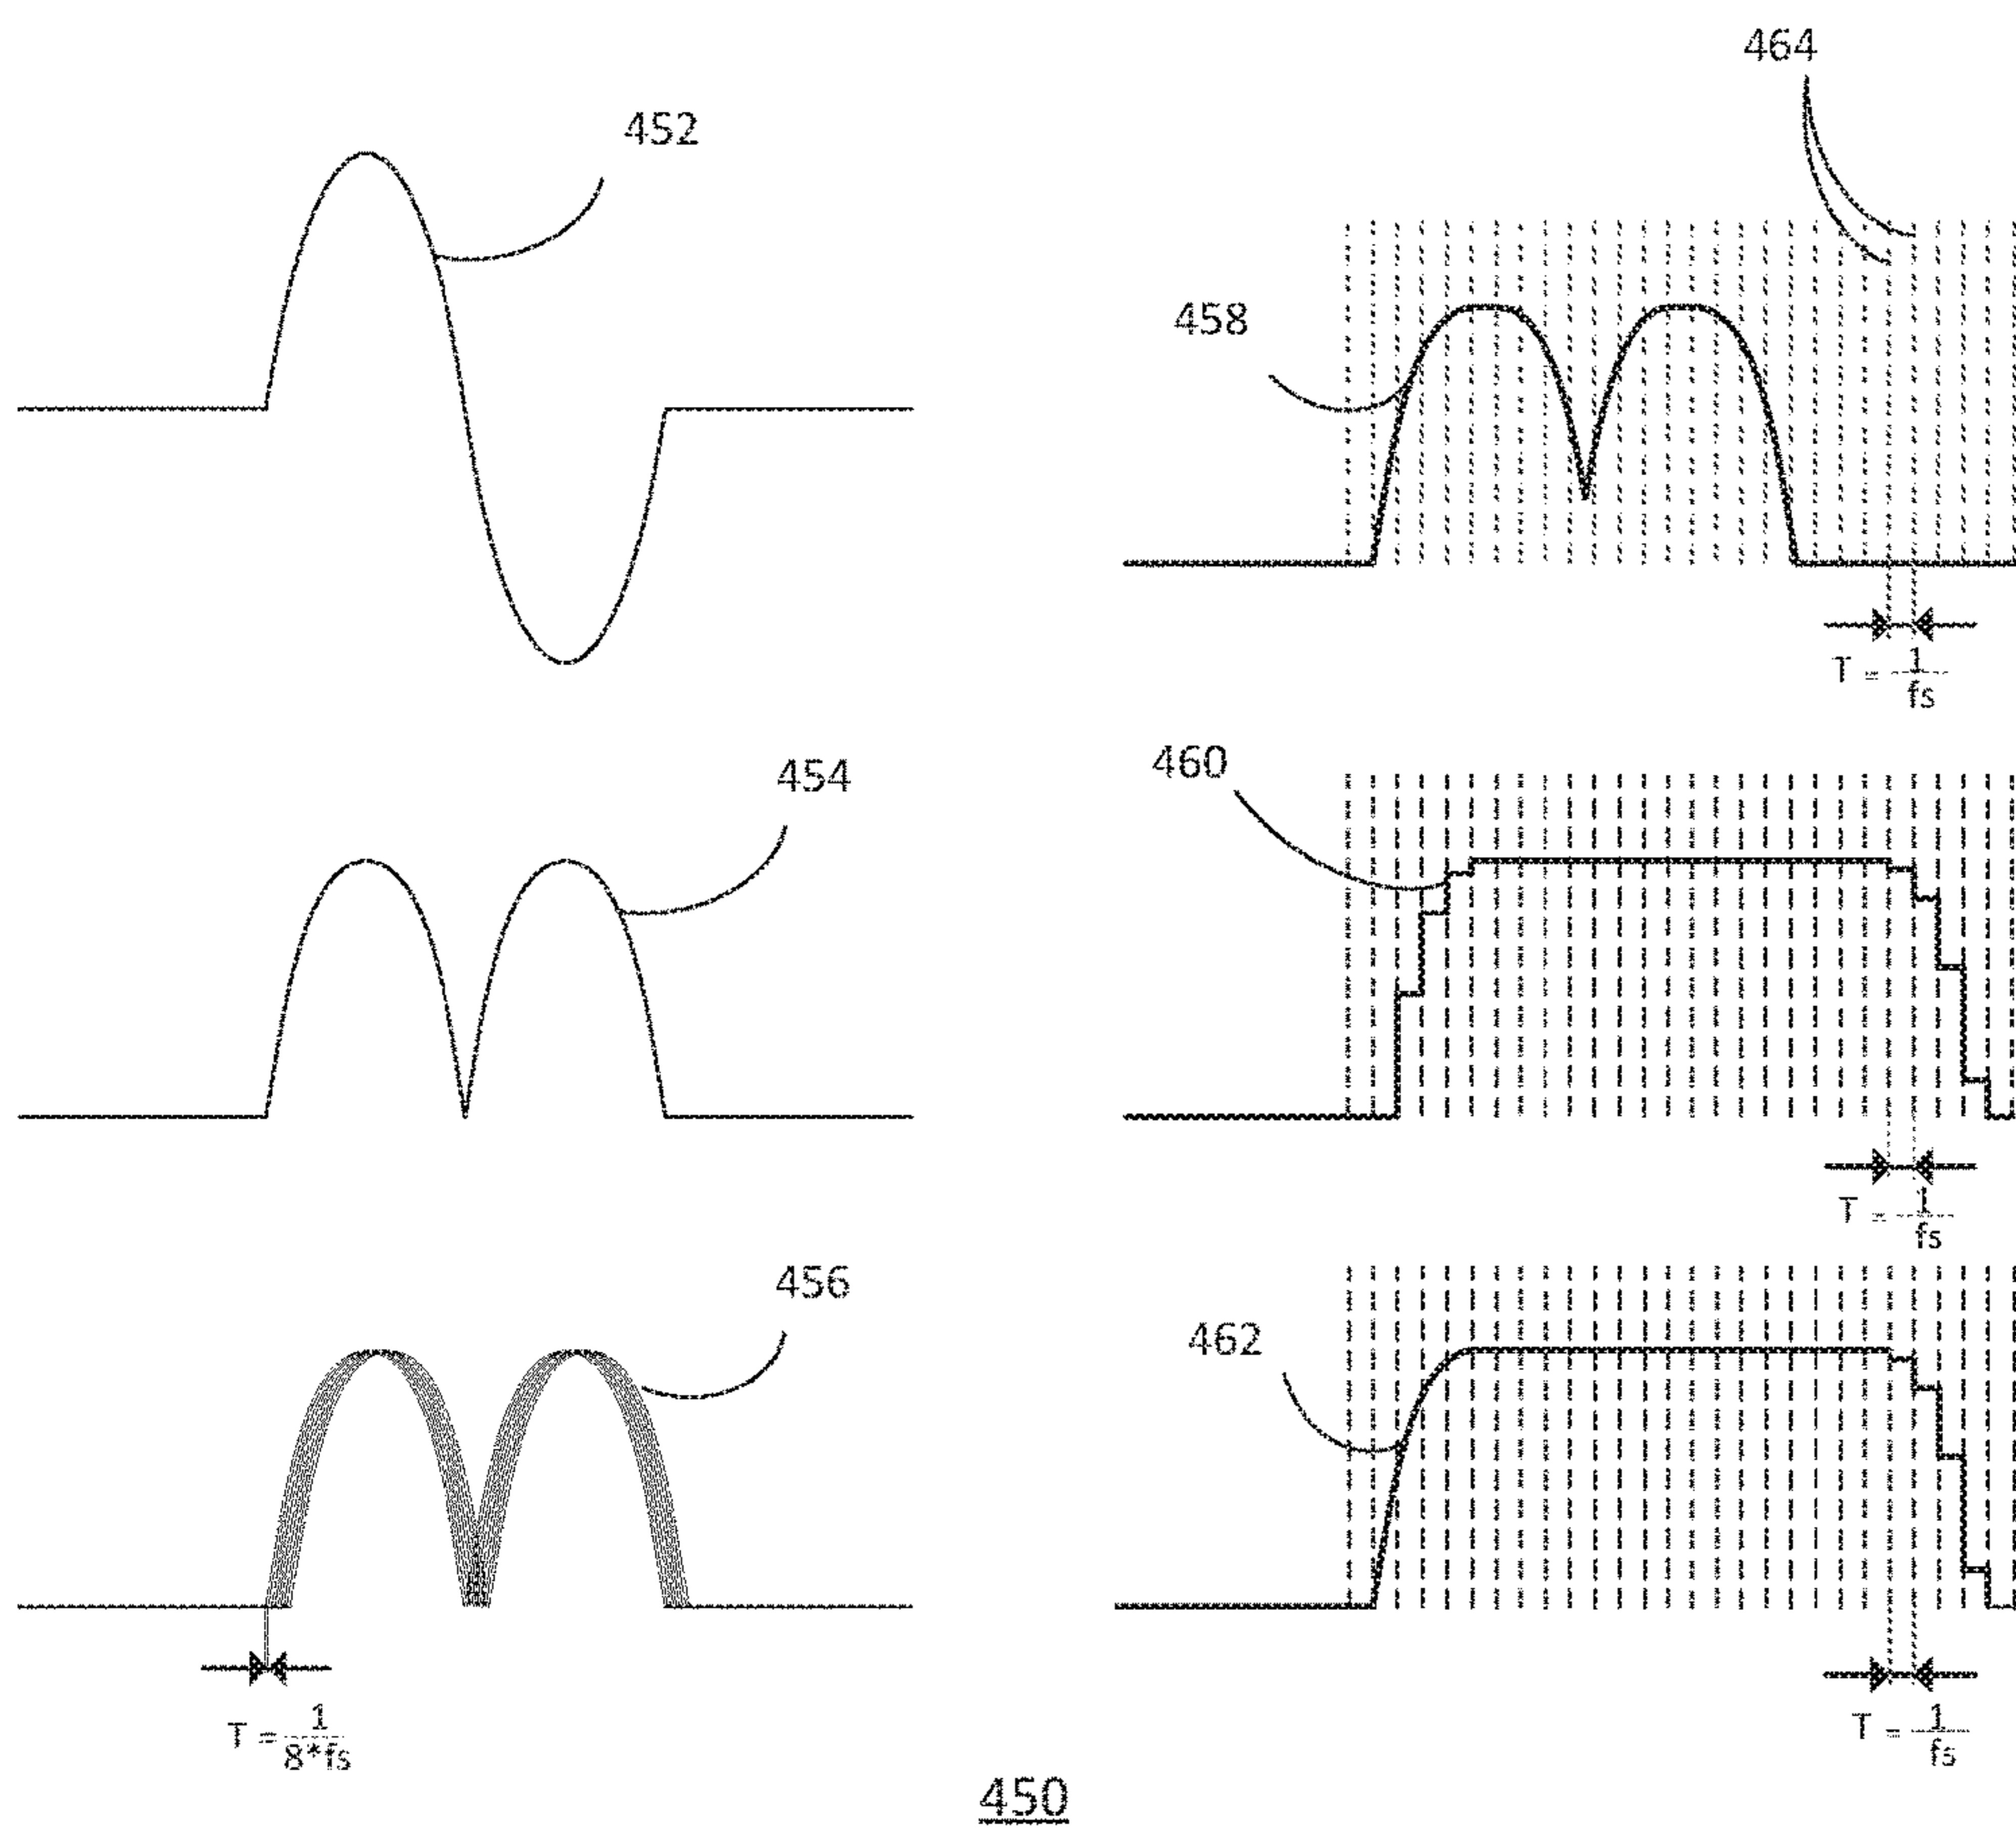 464
452
458
T = 1
fs
460
454
T = 1
fs
456
462
T = 1
8*fs
T = 1
fs
450